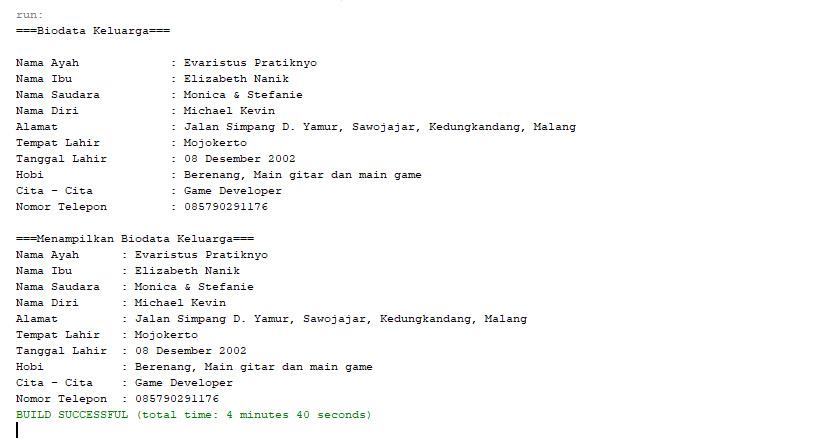 run:
===Biodata Keluarga===
Nama Ayah : Evaristus Pratiknyo
Nama Ibu : Elizabeth Nanik
Nama Saudara : Monica & Stefanie
Nama Diri : Michael Kevin
Alamat : Jalan Simpang D. Yamur, Sawojajar, Kedungkandang, Malang
Tempat Lahir : Mojokerto
Tanggal Lahir : 08 Desember 2002
Hobi : Berenang, Main gitar dan main game
Cita - Cita : Game Developer
Nomor Telepon : 085790291176
===Menampilkan Biodata Keluarga===
Nama Ayah : Evaristus Pratiknyo
Nama Ibu : Elizabeth Nanik
Nama Saudara : Monica & Stefanie
Nama Diri : Michael Kevin
Alamat : Jalan Simpang D. Yamur, Sawojajar, Kedungkandang, Malang
Tempat Lahir : Mojokerto
Tanggal Lahir : 08 Desember 2002
Hobi : Berenang, Main gitar dan main game
Cita - Cita : Game Developer
Nomor Telepon : 085790291176
BUILD SUCCESSFUL (total time: 4 minutes 40 seconds)